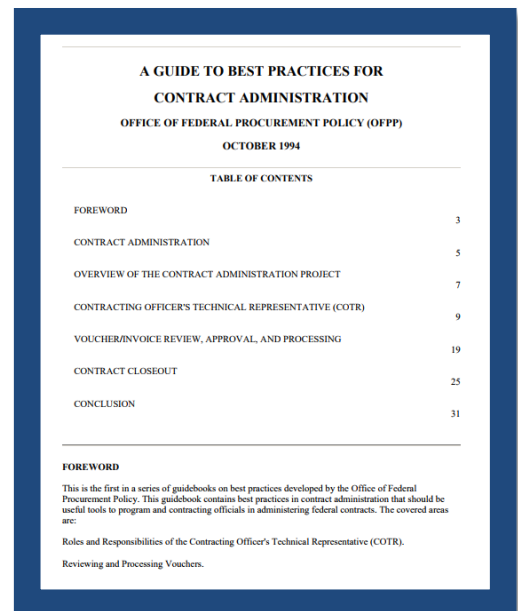 A GUIDE TO BEST PRACTICES FOR
CONTRACT ADMINISTRATION
OFFICE OF FEDERAL PROCUREMENT POLICY (OFPP)
OCTOBER 1994
TABLE OF CONTENTS
FOREWORD
3
CONTRACT ADMINISTRATION
5
OVERVIEW OF THE CONTRACT ADMINISTRATION PROJECT
7
CONTRACTING OFFICER'S TECHNICAL REPRESENTATIVE (COTR)
9
VOUCHER/INVOICE REVIEW, APPROVAL, AND PROCESSING
19
CONTRACT CLOSEOUT
25
CONCLUSION
31
FOREWORD
This is the first in a series of guidebooks on best practices developed by the Office of Federal
Procurement Policy. This guidebook contains best practices in contract administration that should be
useful tools to program and contracting officials in administering federal contracts. The covered areas
are:
Roles and Responsibilities of the Contracting Officer's Technical Representative (COTR).
Reviewing and Processing Vouchers.